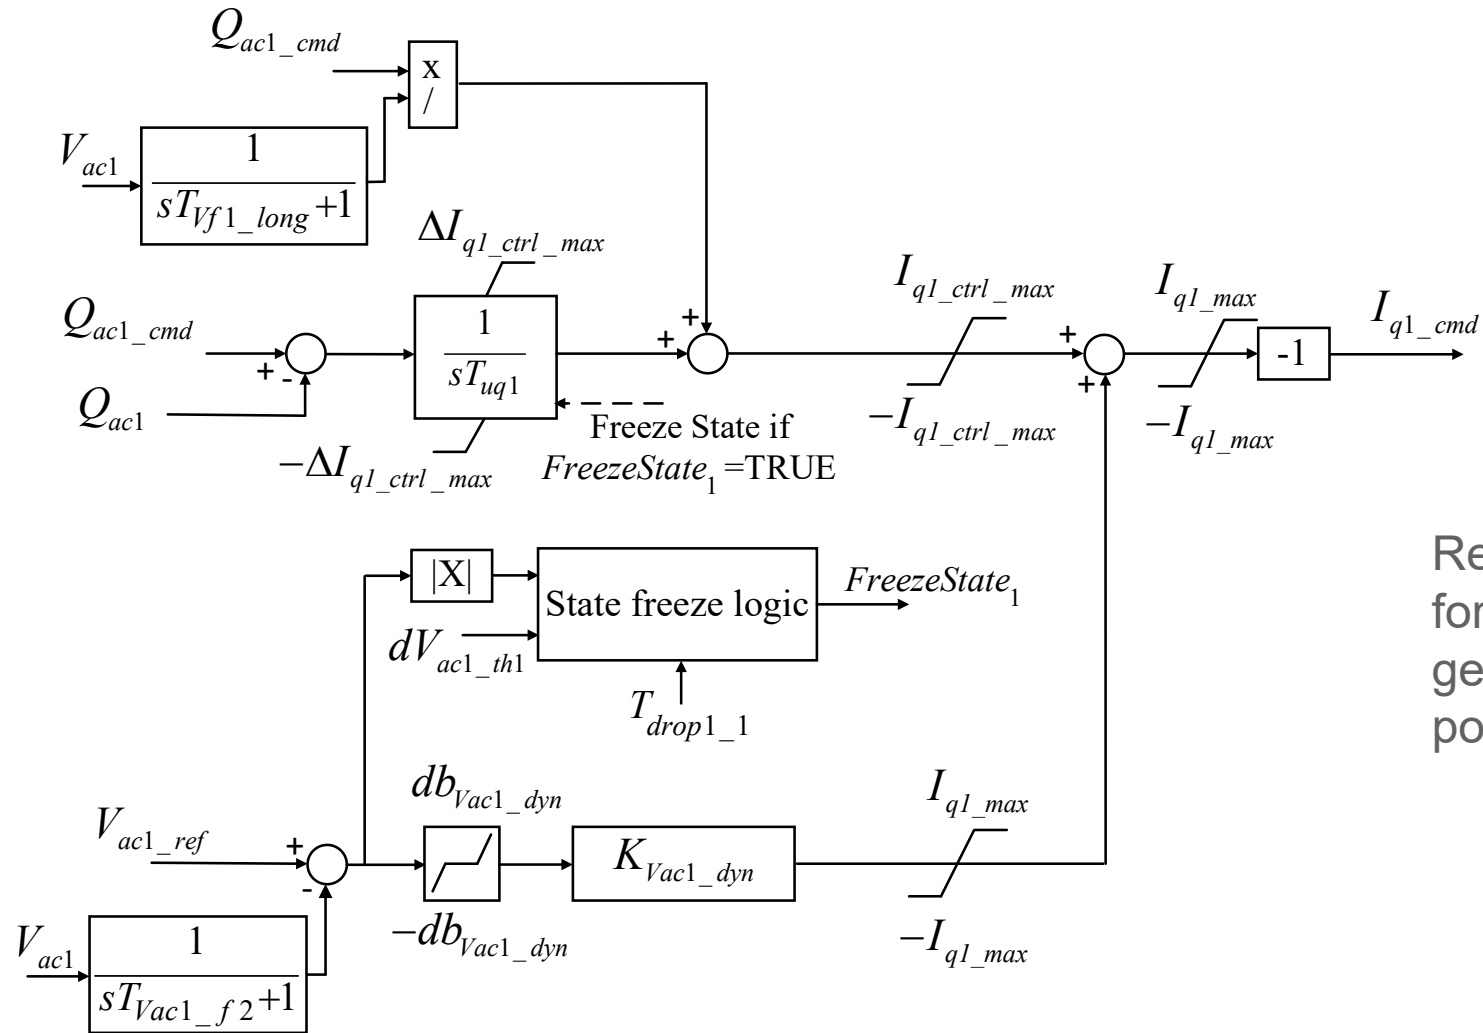 Q_ac1_cmd
x
/
V_ac1
1
sT_Vf1_long+1
ΔI_q1_ctrl_max
Q_ac1_cmd
+
-
Q_ac1
1
sT_uq1
-ΔI_q1_ctrl_max
+
+
Freeze State if
FreezeState_1=TRUE
I_q1_ctrl_max
-I_q1_ctrl_max
+
+
I_q1_max
-I_q1_max
-1
I_q1_cmd
|X|
State freeze logic
FreezeState_1
dV_ac1_th1
T_drop1_1
V_ac1_ref
+
-
db_Vac1_dyn
-db_Vac1_dyn
K_Vac1_dyn
I_q1_max
-I_q1_max
V_ac1
1
sT_Vac1_f2+1